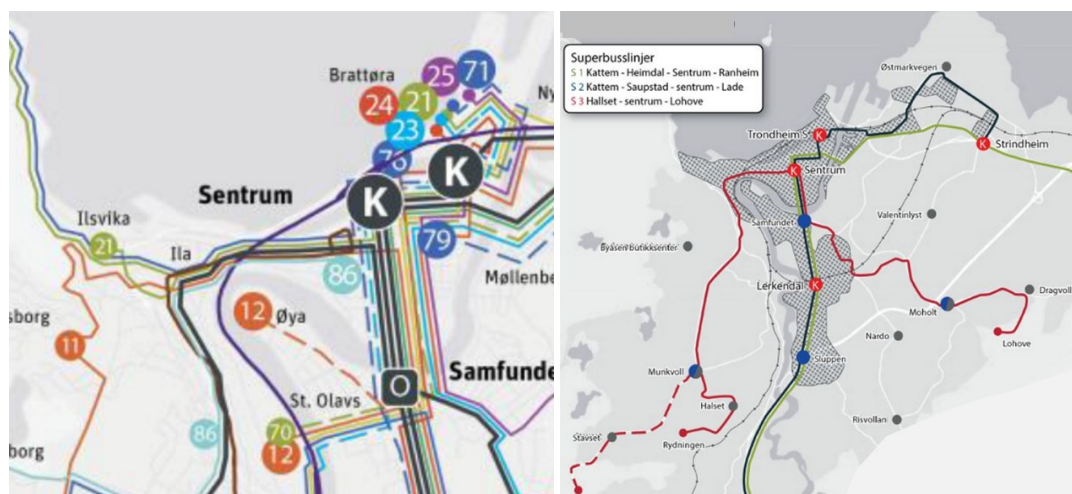 Brattøra
25
71
24
21
23
76
Ny
K
K
Sentrum
Ilsvika
21
Ila
79
86
Møllenbe
12
Øya
sborg
11
O
Samfunde
St. Olavs
86
70
12
borg
Superbusslinjer
S 1 Kattem - Heimdal - Sentrum - Ranheim
S 2 Kattem - Saupstad - sentrum - Lade
S 3 Hallset - sentrum - Lohove
Østmarkvegen
Trondheim S
K
K
Strindheim
K
Sentrum
Samfundet
Valentinlyst
Byåsen butikksenter
Lerkendal
K
Dragvoll
Moholt
Nardo
Lohove
Sluppen
Munkvoll
Halset
Risvollan
Stavset
Rydningen